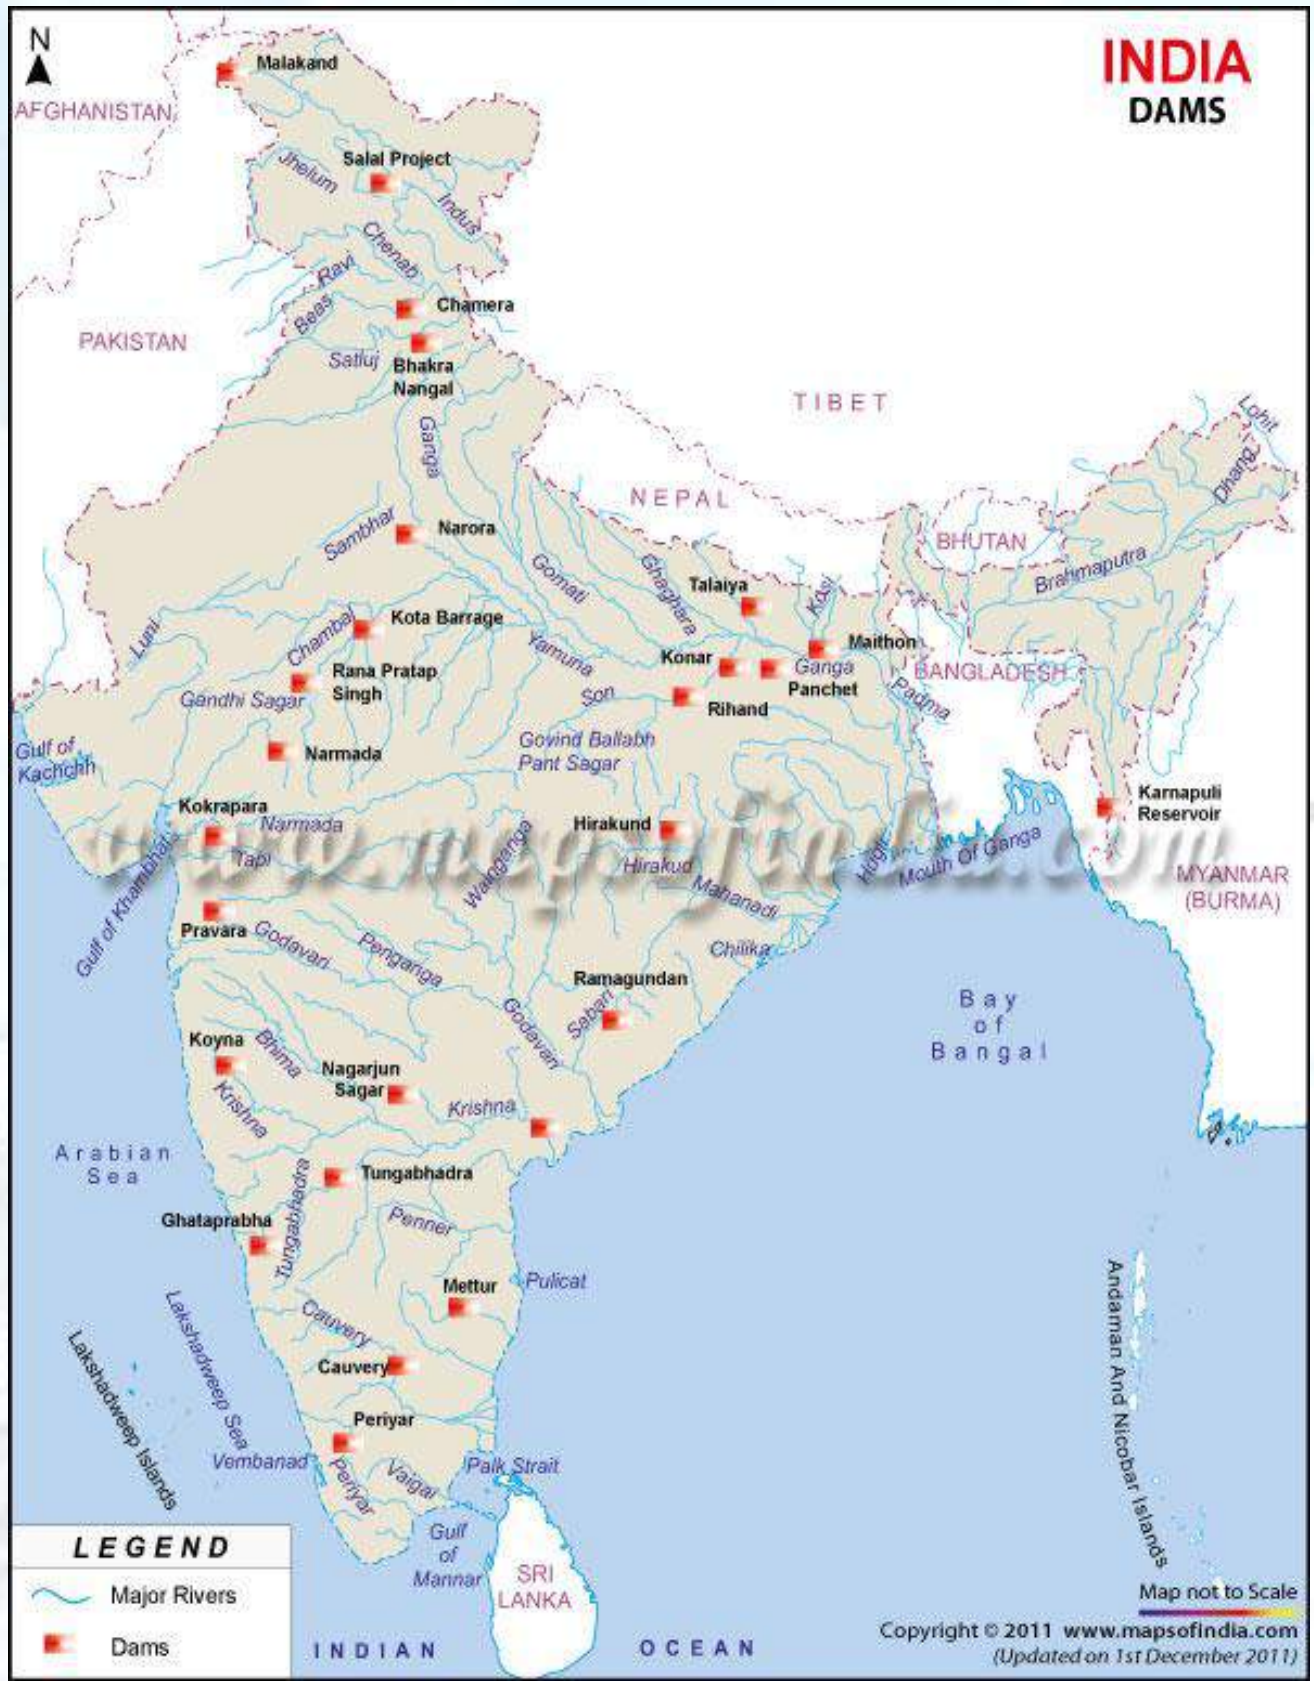 N
INDIA
DAMS
Malakand
AFGHANISTAN
Salal Project
Jhelum
Indus
Chenab
Ravi
Beas
Chamera
PAKISTAN
Satluj
Bhakra
Nangal
TIBET
Lohit
Ganga
Dhang
NEPAL
Sambhar
Narora
BHUTAN
Brahmaputra
Gomati
Ghaghara
Talaiya
Kosi
Luni
Chambal
Kota Barrage
Yamuna
Konar
Maithon
Ganga
BANGLADESH
Rana Pratap
Singh
Gandhi Sagar
Son
Panchet
Padma
Rihand
Gulf of
Kachchh
Narmada
Govind Ballabh
Pant Sagar
Karnapuli
Reservoir
Kokrapara
Narmada
Hirakund
www.mapsofindia.com
Tapi
Wainganga
Hirakud
Mahanadi
Hugli
Mouth Of Ganga
MYANMAR
(BURMA)
Gulf of Khambhat
Pravara
Godavari
Penganga
Chilika
Ramagundan
Sabari
Godavari
Bay
of
Bangal
Koyna
Bhima
Nagarjun
Sagar
Krishna
Krishna
Arabian
Sea
Tungabhadra
Tungabhadra
Ghataprabha
Penner
Mettur
Pulicat
Cauvery
Cauvery
Lakshadweep Sea
Lakshadweep Islands
Andaman And Nicobar Islands
Periyar
Vembanad
Periyar
Vaigai
Palk Strait
Gulf
of
Mannar
SRI
LANKA
LEGEND
Major Rivers
Dams
INDIAN OCEAN
Map not to Scale
Copyright © 2011 www.mapsofindia.com
(Updated on 1st December 2011)